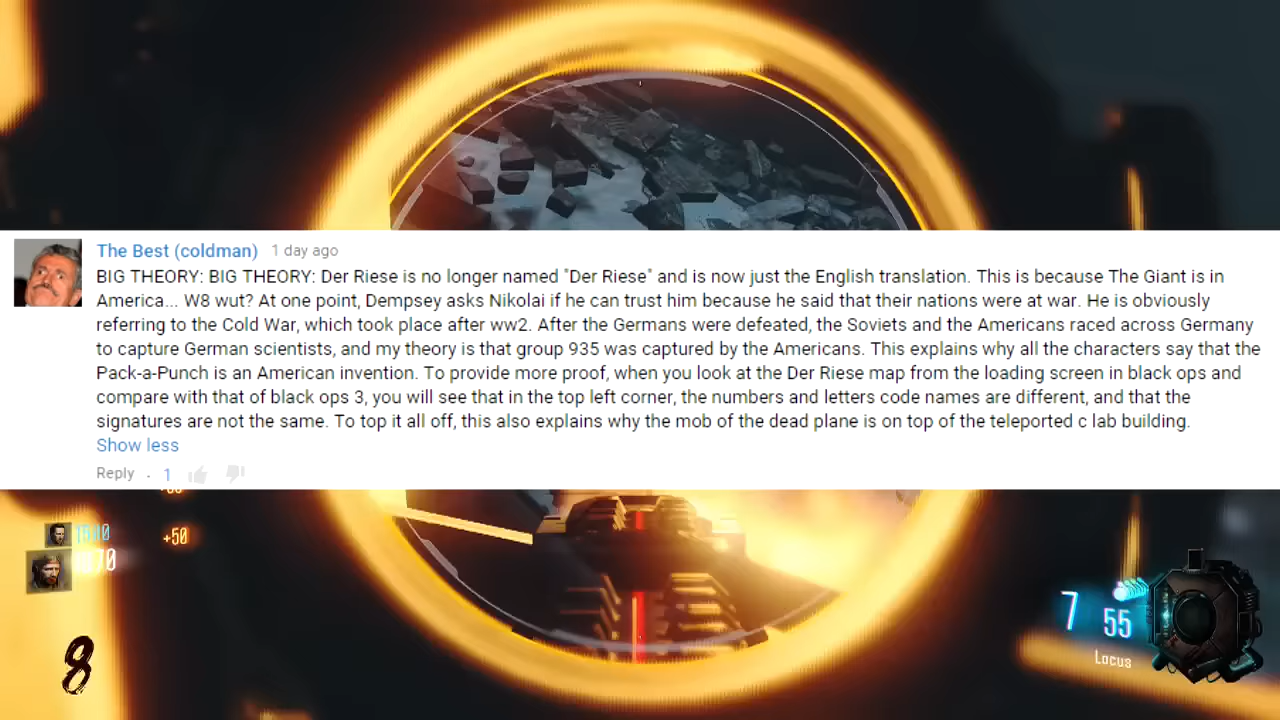 The Best (coldman) 1 day ago
BIG THEORY: BIG THEORY: Der Riese is no longer named "Der Riese" and is now just the English translation. This is because The Giant is in
America... W8 wut? At one point, Dempsey asks Nikolai if he can trust him because he said that their nations were at war. He is obviously
referring to the Cold War, which took place after ww2. After the Germans were defeated, the Soviets and the Americans raced across Germany
to capture German scientists, and my theory is that group 935 was captured by the Americans. This explains why all the characters say that the
Pack-a-Punch is an American invention. To provide more proof, when you look at the Der Riese map from the loading screen in black ops and
compare with that of black ops 3, you will see that in the top left corner, the numbers and letters code names are different, and that the
signatures are not the same. To top it all off, this also explains why the mob of the dead plane is on top of the teleported c lab building.
Show less
Reply . 1
+50
7 55
Locus
8